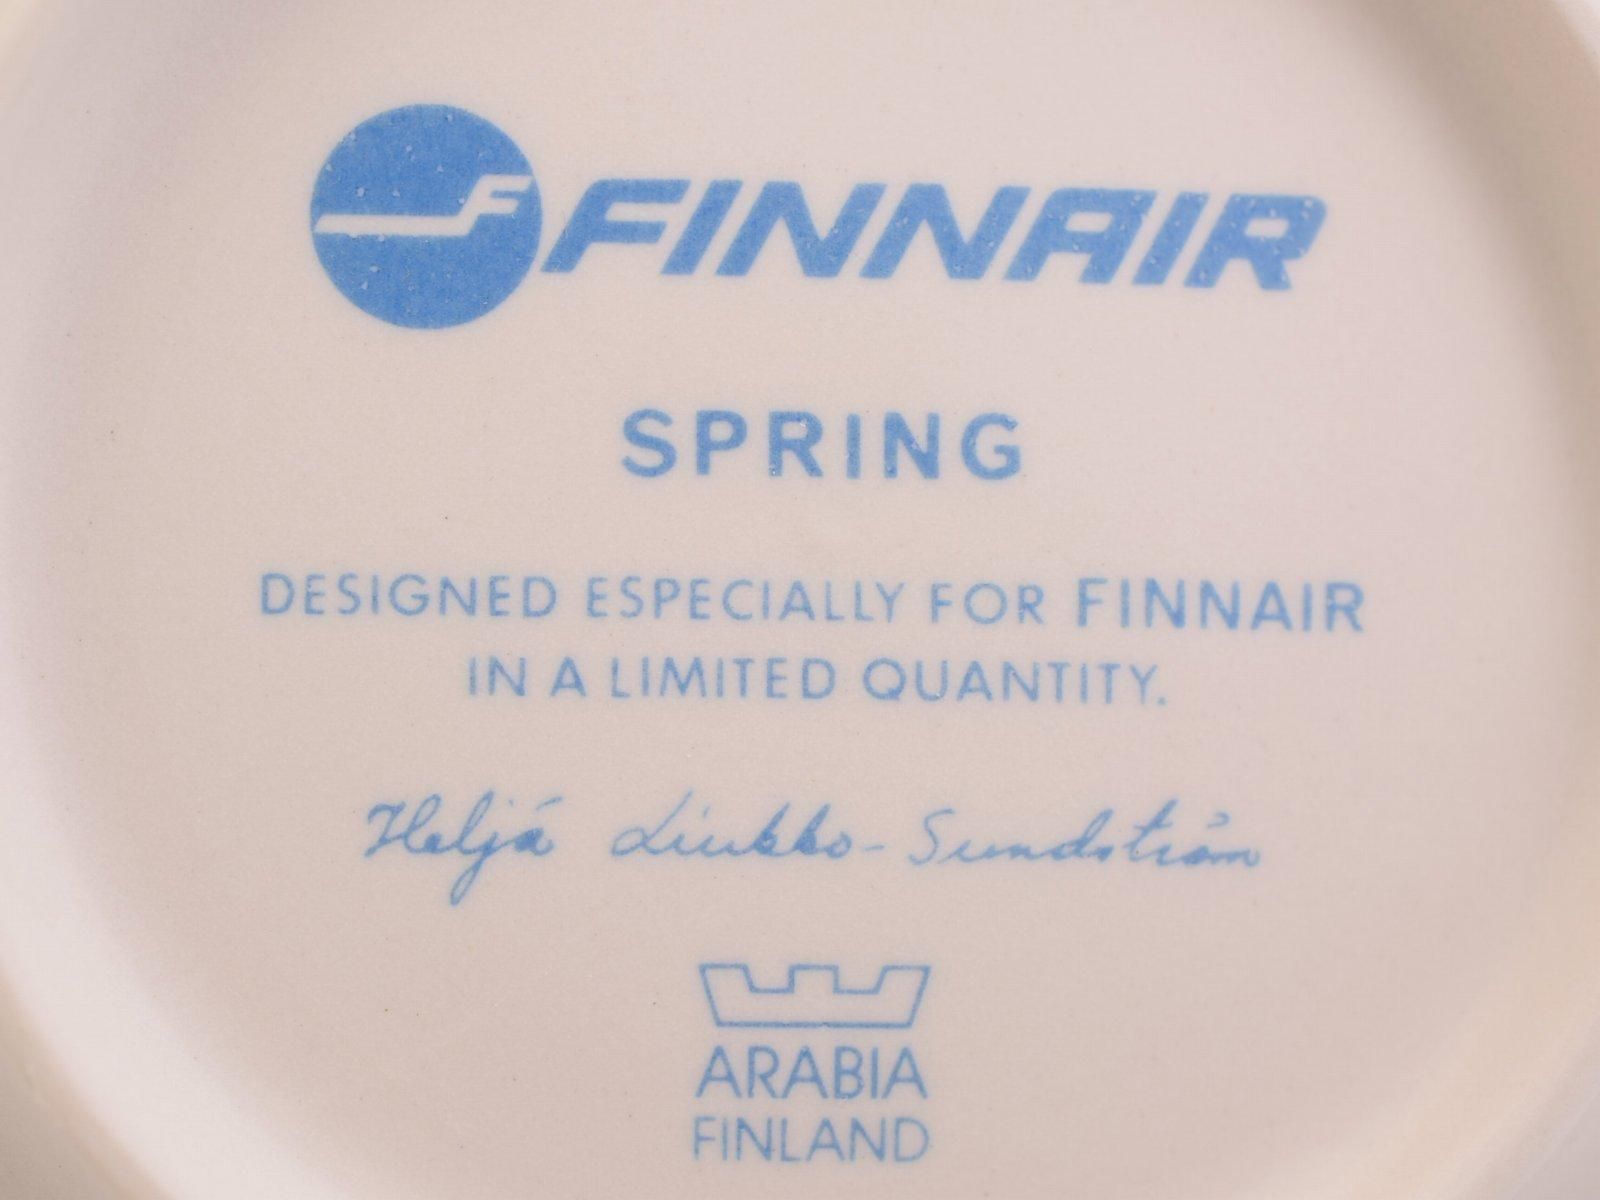 F FINNAIR
SPRING
DESIGNED ESPECIALLY FOR FINNAIR
IN A LIMITED QUANTITY.
Heljä Liukko-Sundström
ARABIA
FINLAND